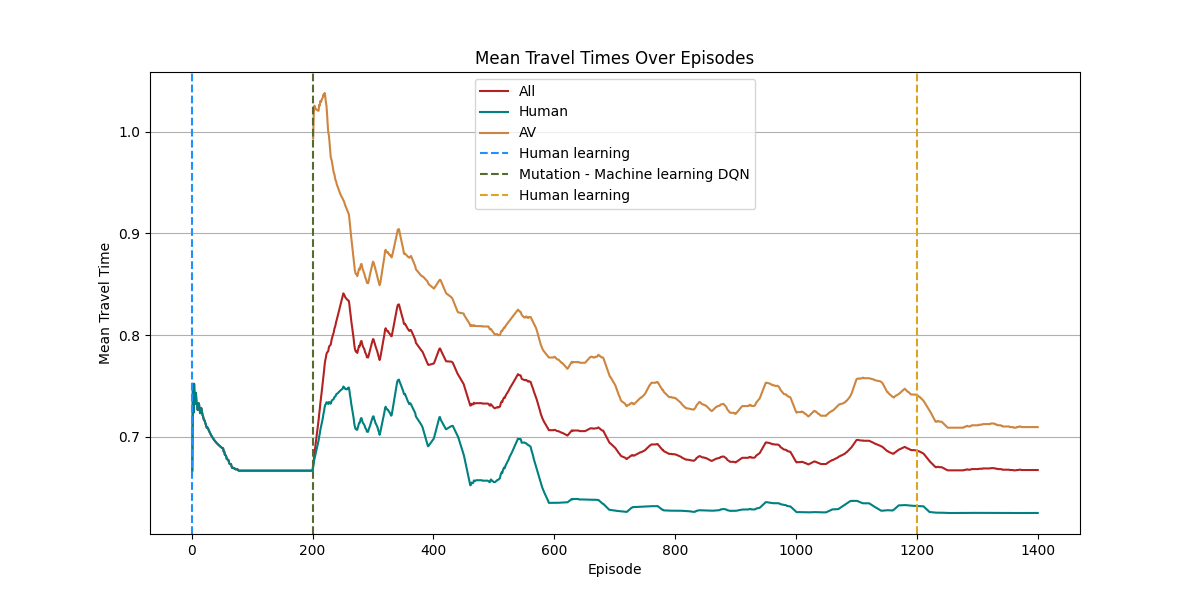 Mean Travel Times Over Episodes
All
Human
AV
Human learning
Mutation - Machine learning DQN
Human learning
Mean Travel Time
1.0
0.9
0.8
0.7
0 200 400 600 800 1000 1200 1400
Episode